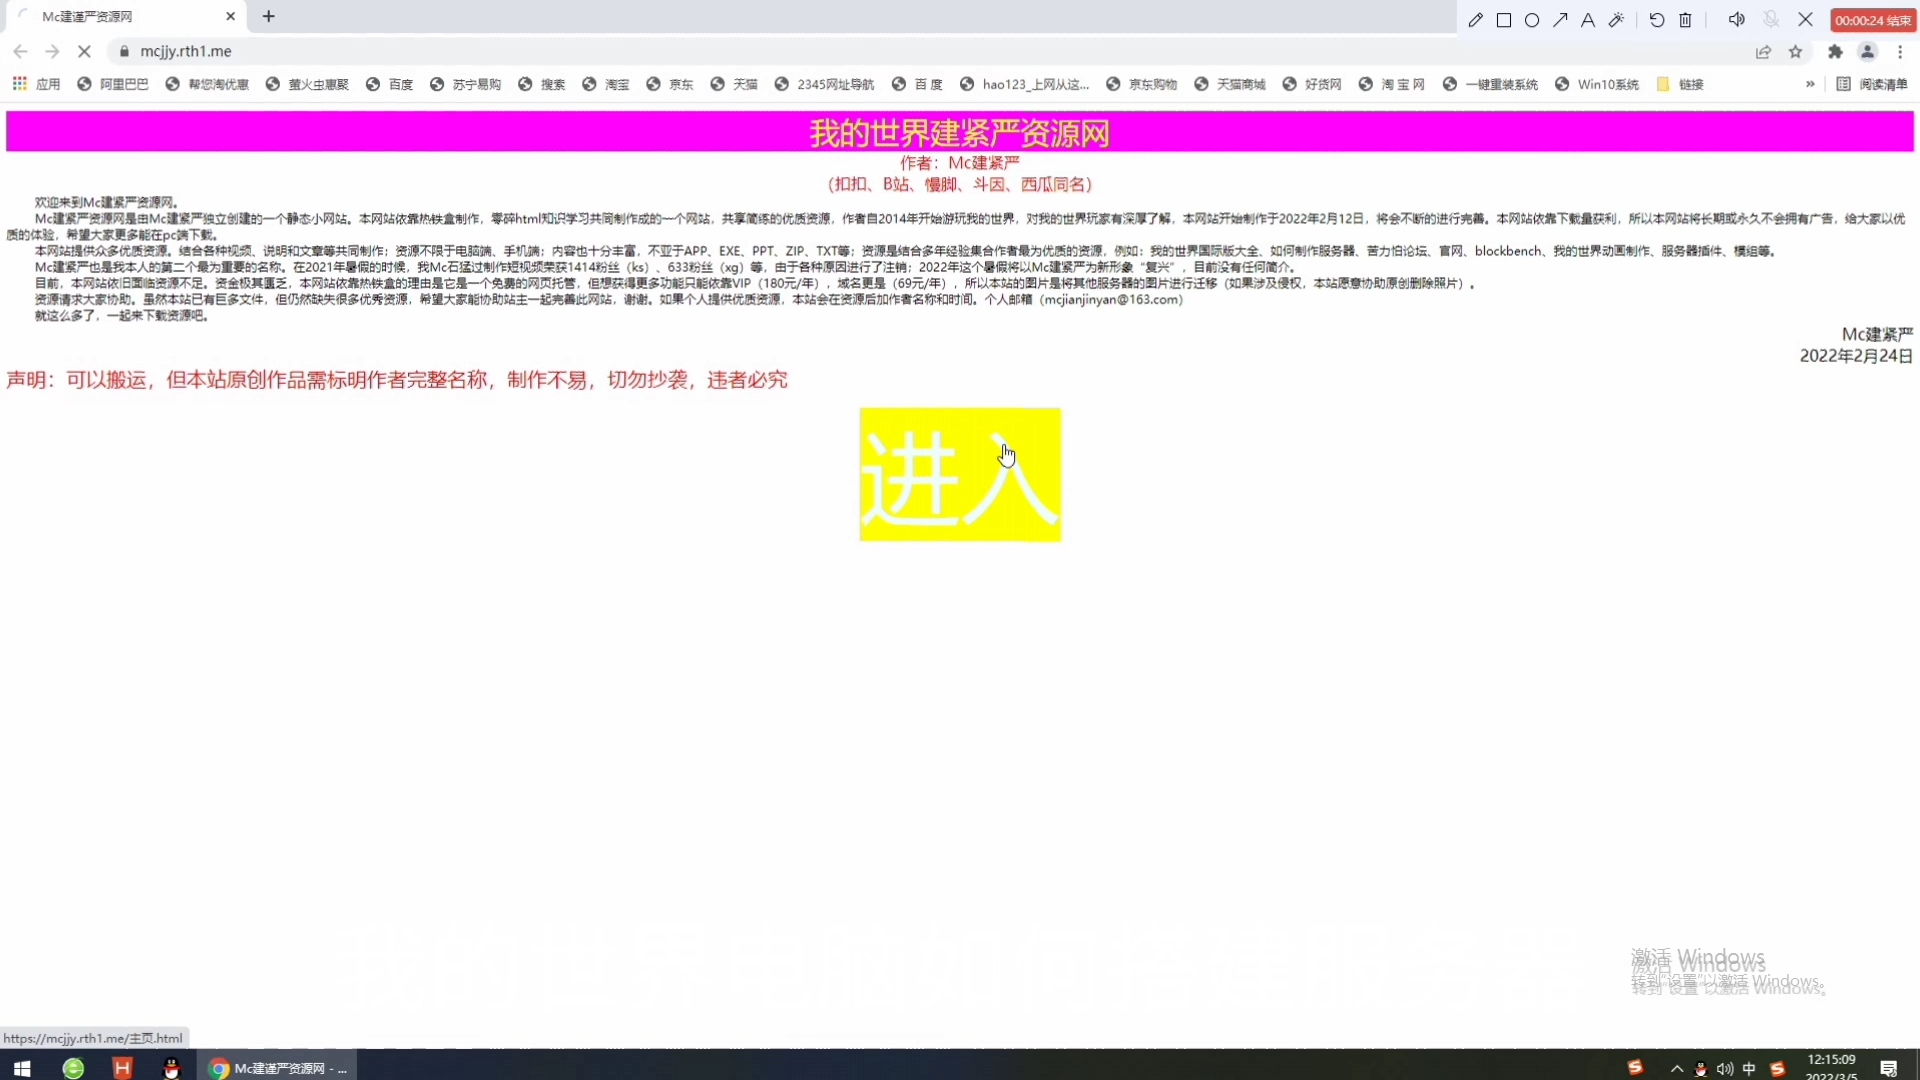 Mc建谨严资源网
00:00:24 结束
mcjjy.rth1.me
应用 阿里巴巴 帮您淘优惠 萤火虫惠聚 百度 苏宁易购 搜索 淘宝 京东 天猫 2345网址导航 百 度 hao123_上网从这... 京东购物 天猫商城 好货网 淘 宝 网 一键重装系统 Win10系统 链接 » 阅读清单
我的世界建紧严资源网
作者：Mc建紧严
（扣扣、B站、慢脚、斗因、西瓜同名）
欢迎来到Mc建紧严资源网。
Mc建紧严资源网是由Mc建紧严独立创建的一个静态小网站。本网站依靠热铁盒制作，零碎html知识学习共同制作成的一个网站，共享简练的优质资源，作者自2014年开始游玩我的世界，对我的世界玩家有深厚了解，本网站开始制作于2022年2月12日，将会不断的进行完善。本网站依靠下载量获利，所以本网站将长期或永久不会拥有广告，给大家以优
质的体验，希望大家更多能在pc端下载。
本网站提供众多优质资源。结合各种视频、说明和文章等共同制作；资源不限于电脑端、手机端；内容也十分丰富，不亚于APP、EXE、PPT、ZIP、TXT等；资源是结合多年经验集合作者最为优质的资源，例如：我的世界国际版大全、如何制作服务器、苦力怕论坛、官网、blockbench、我的世界动画制作、服务器插件、模组等。
Mc建紧严也是我本人的第二个最为重要的名称。在2021年暑假的时候，我Mc石猛过制作短视频荣获1414粉丝（ks）、633粉丝（xg）等，由于各种原因进行了注销；2022年这个暑假将以Mc建紧严为新形象“复兴”，目前没有任何简介。
目前，本网站依旧面临资源不足。资金极其匮乏，本网站依靠热铁盒的理由是它是一个免费的网页托管，但想获得更多功能只能依靠VIP（180元/年），域名更是（69元/年），所以本站的图片是将其他服务器的图片进行迁移（如果涉及侵权，本站愿意协助原创删除照片）。
资源请求大家协助。虽然本站已有巨多文件，但仍然缺失很多优秀资源，希望大家能协助站主一起完善此网站，谢谢。如果个人提供优质资源，本站会在资源后加作者名称和时间。个人邮箱（mcjianjinyan@163.com）
就这么多了，一起来下载资源吧。
Mc建紧严
2022年2月24日
声明：可以搬运，但本站原创作品需标明作者完整名称，制作不易，切勿抄袭，违者必究
进入
激活 Windows
转到"设置"以激活 Windows。
https://mcjjy.rth1.me/主页.html
Mc建谨严资源网 - ...
中
12:15:09
2022/3/5